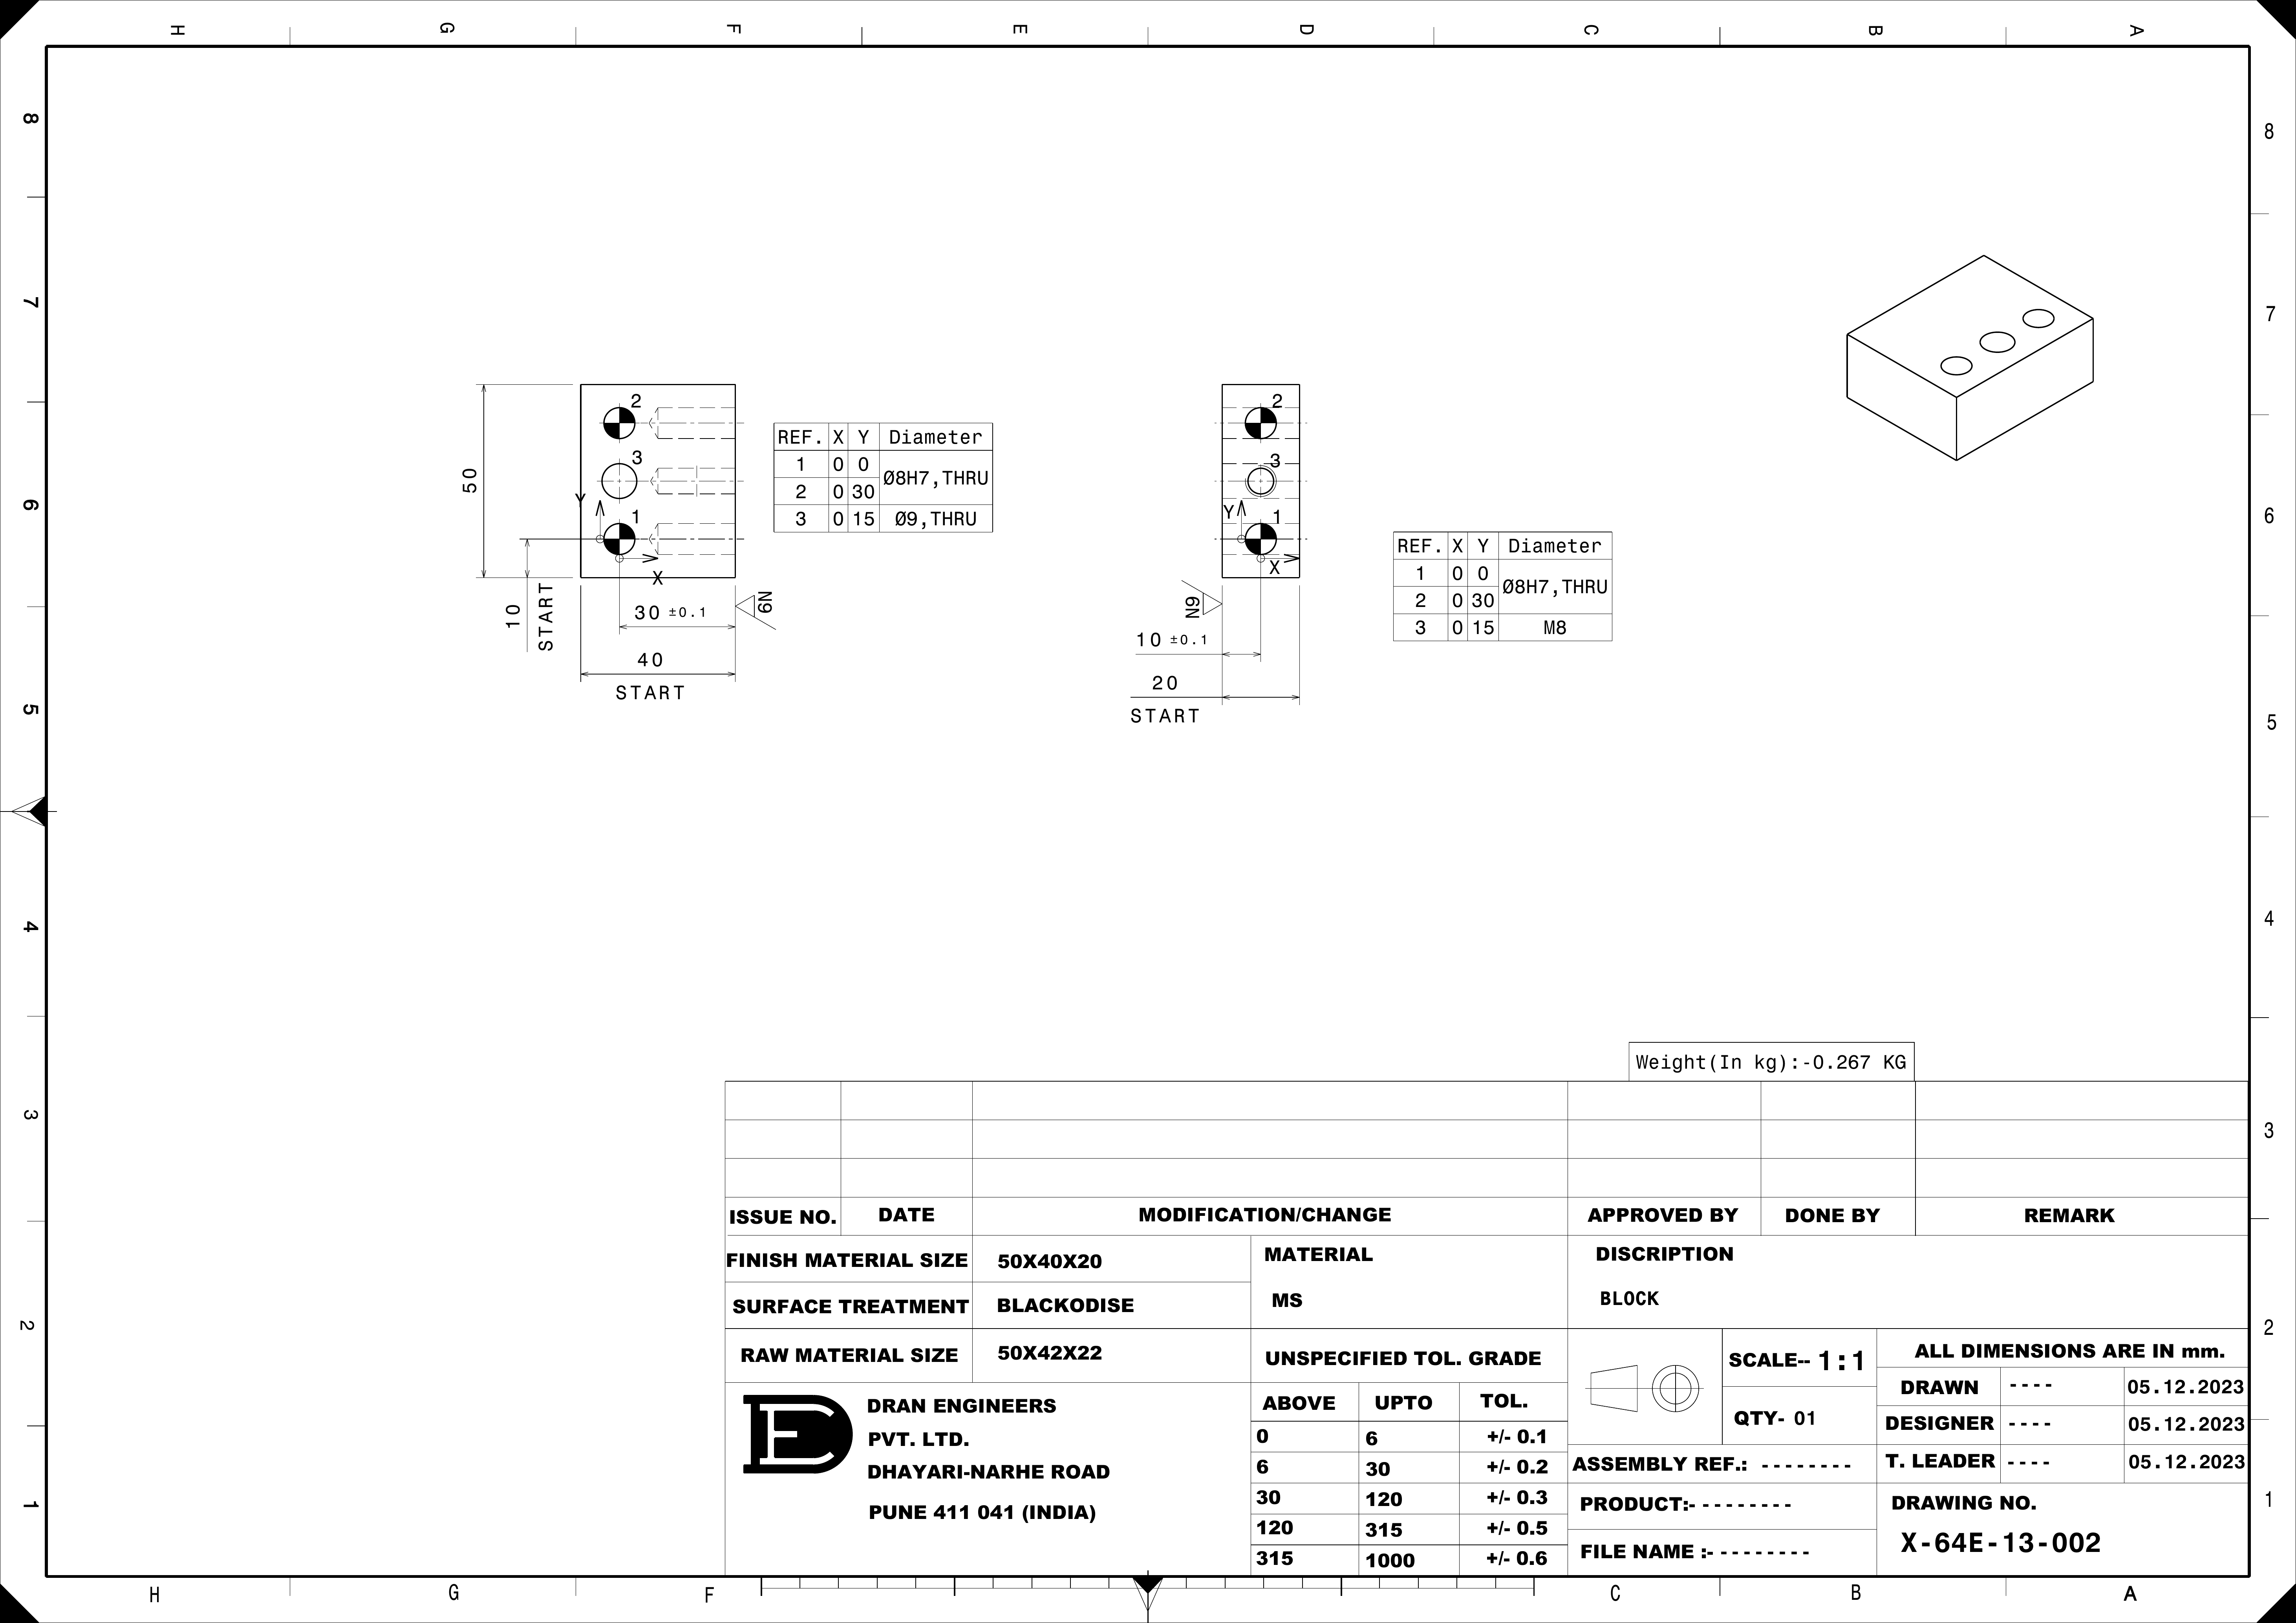 H G F E D C B A
8
8
7
7
6
6
5
5
4
4
3
3
2
2
1
1
50
10
START
2
3
1
Y
X
30 ±0.1
N9
40
START
REF. X Y Diameter
1 0 0 Ø8H7,THRU
2 0 30
3 0 15 Ø9,THRU
2
3
1
Y
X
N9
10 ±0.1
20
START
REF. X Y Diameter
1 0 0 Ø8H7,THRU
2 0 30
3 0 15 M8
Weight(In kg):-0.267 KG
ISSUE NO. DATE MODIFICATION/CHANGE APPROVED BY DONE BY REMARK
FINISH MATERIAL SIZE 50X40X20
SURFACE TREATMENT BLACKODISE
RAW MATERIAL SIZE 50X42X22
MATERIAL
MS
DISCRIPTION
BLOCK
DRAN ENGINEERS
PVT. LTD.
DHAYARI-NARHE ROAD
PUNE 411 041 (INDIA)
UNSPECIFIED TOL. GRADE
ABOVE UPTO TOL.
0 6 +/- 0.1
6 30 +/- 0.2
30 120 +/- 0.3
120 315 +/- 0.5
315 1000 +/- 0.6
SCALE-- 1:1
QTY- 01
ALL DIMENSIONS ARE IN mm.
DRAWN ---- 05.12.2023
DESIGNER ---- 05.12.2023
T. LEADER ---- 05.12.2023
ASSEMBLY REF.: --------
PRODUCT:- --------
FILE NAME :- --------
DRAWING NO.
X-64E-13-002
H G F C B A